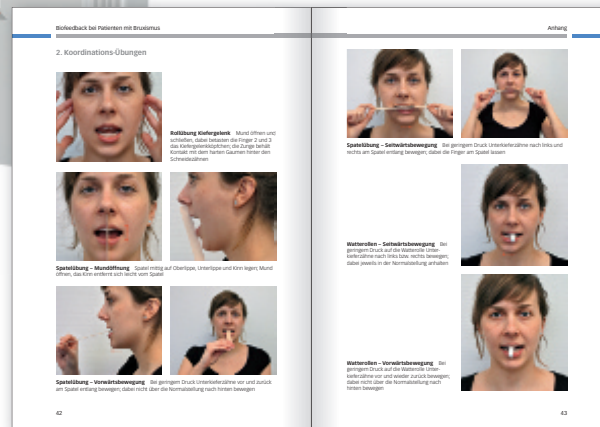 Biofeedback bei Patienten mit Bruxismus
2. Koordinations-Übungen
Rollübung Kiefergelenk Mund öffnen und
schließen, dabei betasten die Finger 2 und 3
das Kiefergelenkköpfchen; die Zunge behält
Kontakt mit dem harten Gaumen hinter den
Schneidezähnen
Spatelübung – Mundöffnung Spatel mittig auf Oberlippe, Unterlippe und Kinn legen; Mund
öffnen, das Kinn entfernt sich leicht vom Spatel
Spatelübung – Vorwärtsbewegung Bei geringem Druck Unterkieferzähne vor und zurück
am Spatel entlang bewegen; dabei nicht über die Normalstellung nach hinten bewegen
42
Anhang
Spatelübung – Seitwärtsbewegung Bei geringem Druck Unterkieferzähne nach links und
rechts am Spatel entlang bewegen; dabei die Finger am Spatel lassen
Watterollen – Seitwärtsbewegung Bei
geringem Druck auf die Watterolle Unter-
kieferzähne nach links bzw. rechts bewegen;
dabei jeweils in der Normalstellung anhalten
Watterollen – Vorwärtsbewegung Bei
geringem Druck auf die Watterolle Unter-
kieferzähne vor und wieder zurück bewegen;
dabei nicht über die Normalstellung nach
hinten bewegen
43